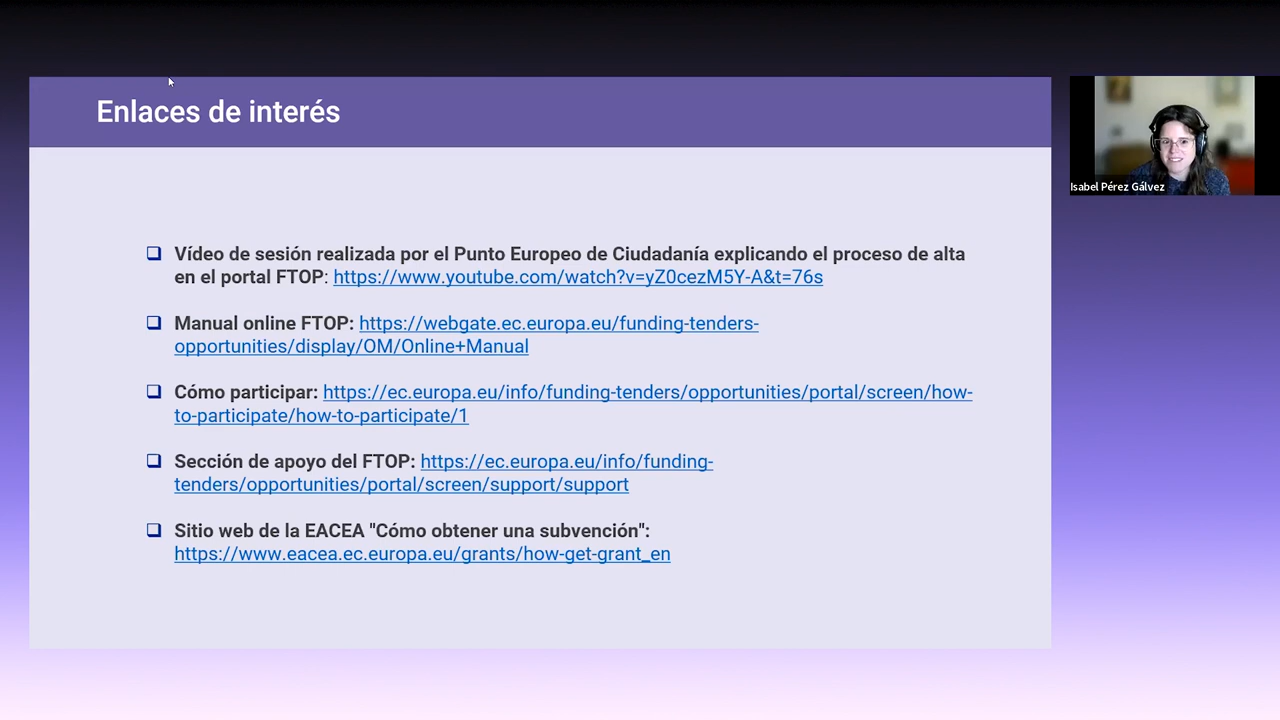 Enlaces de interés
Isabel Pérez Gálvez
Vídeo de sesión realizada por el Punto Europeo de Ciudadanía explicando el proceso de alta
en el portal FTOP: https://www.youtube.com/watch?v=yZ0cezM5Y-A&t=76s
Manual online FTOP: https://webgate.ec.europa.eu/funding-tenders-
opportunities/display/OM/Online+Manual
Cómo participar: https://ec.europa.eu/info/funding-tenders/opportunities/portal/screen/how-
to-participate/how-to-participate/1
Sección de apoyo del FTOP: https://ec.europa.eu/info/funding-
tenders/opportunities/portal/screen/support/support
Sitio web de la EACEA "Cómo obtener una subvención":
https://www.eacea.ec.europa.eu/grants/how-get-grant_en